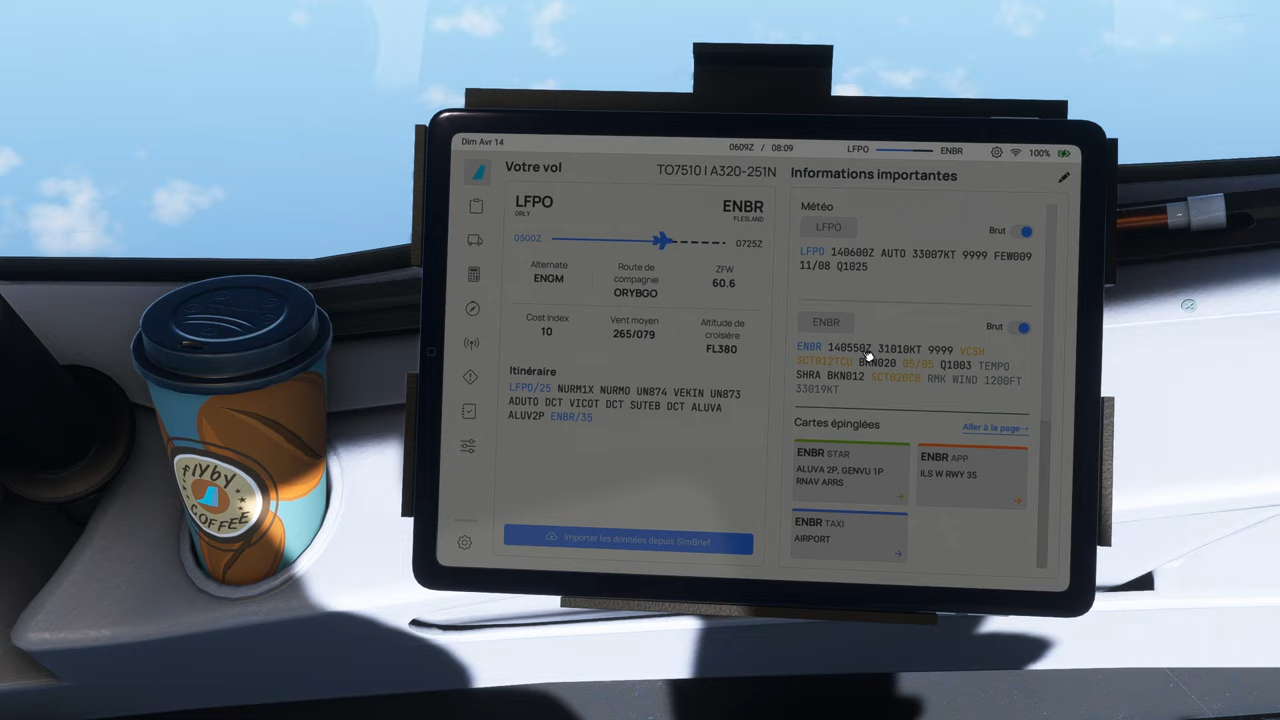 Dim Avr 14
0609Z / 08:09
LFPO
ENBR
100%
Votre vol
TO7510 I A320-251N
LFPO
ORLY
ENBR
FLESLAND
0500Z
0725Z
Alternate
ENGM
Route de
compagnie
ORYBGO
ZFW
60.6
Cost Index
10
Vent moyen
265/079
Altitude de
croisière
FL380
Itinéraire
LFPO/25 NURM1X NURMO UN874 VEKIN UN873
ADUTO DCT VICOT DCT SUTEB DCT ALUVA
ALUV2P ENBR/35
Importer les données depuis SimBrief
Informations importantes
Météo
LFPO
Brut
LFPO 140600Z AUTO 33007KT 9999 FEW009
11/08 Q1025
ENBR
Brut
ENBR 140550Z 31010KT 9999 VCSH
SCT012TCU BKN020 05/05 Q1003 TEMPO
SHRA BKN012 SCT020CB RMK WIND 1200FT
33019KT
Cartes épinglées
Aller à la page→
ENBR STAR
ALUVA 2P, GENVU 1P
RNAV ARRS
ENBR APP
ILS W RWY 35
ENBR TAXI
AIRPORT
flyby
COFFEE